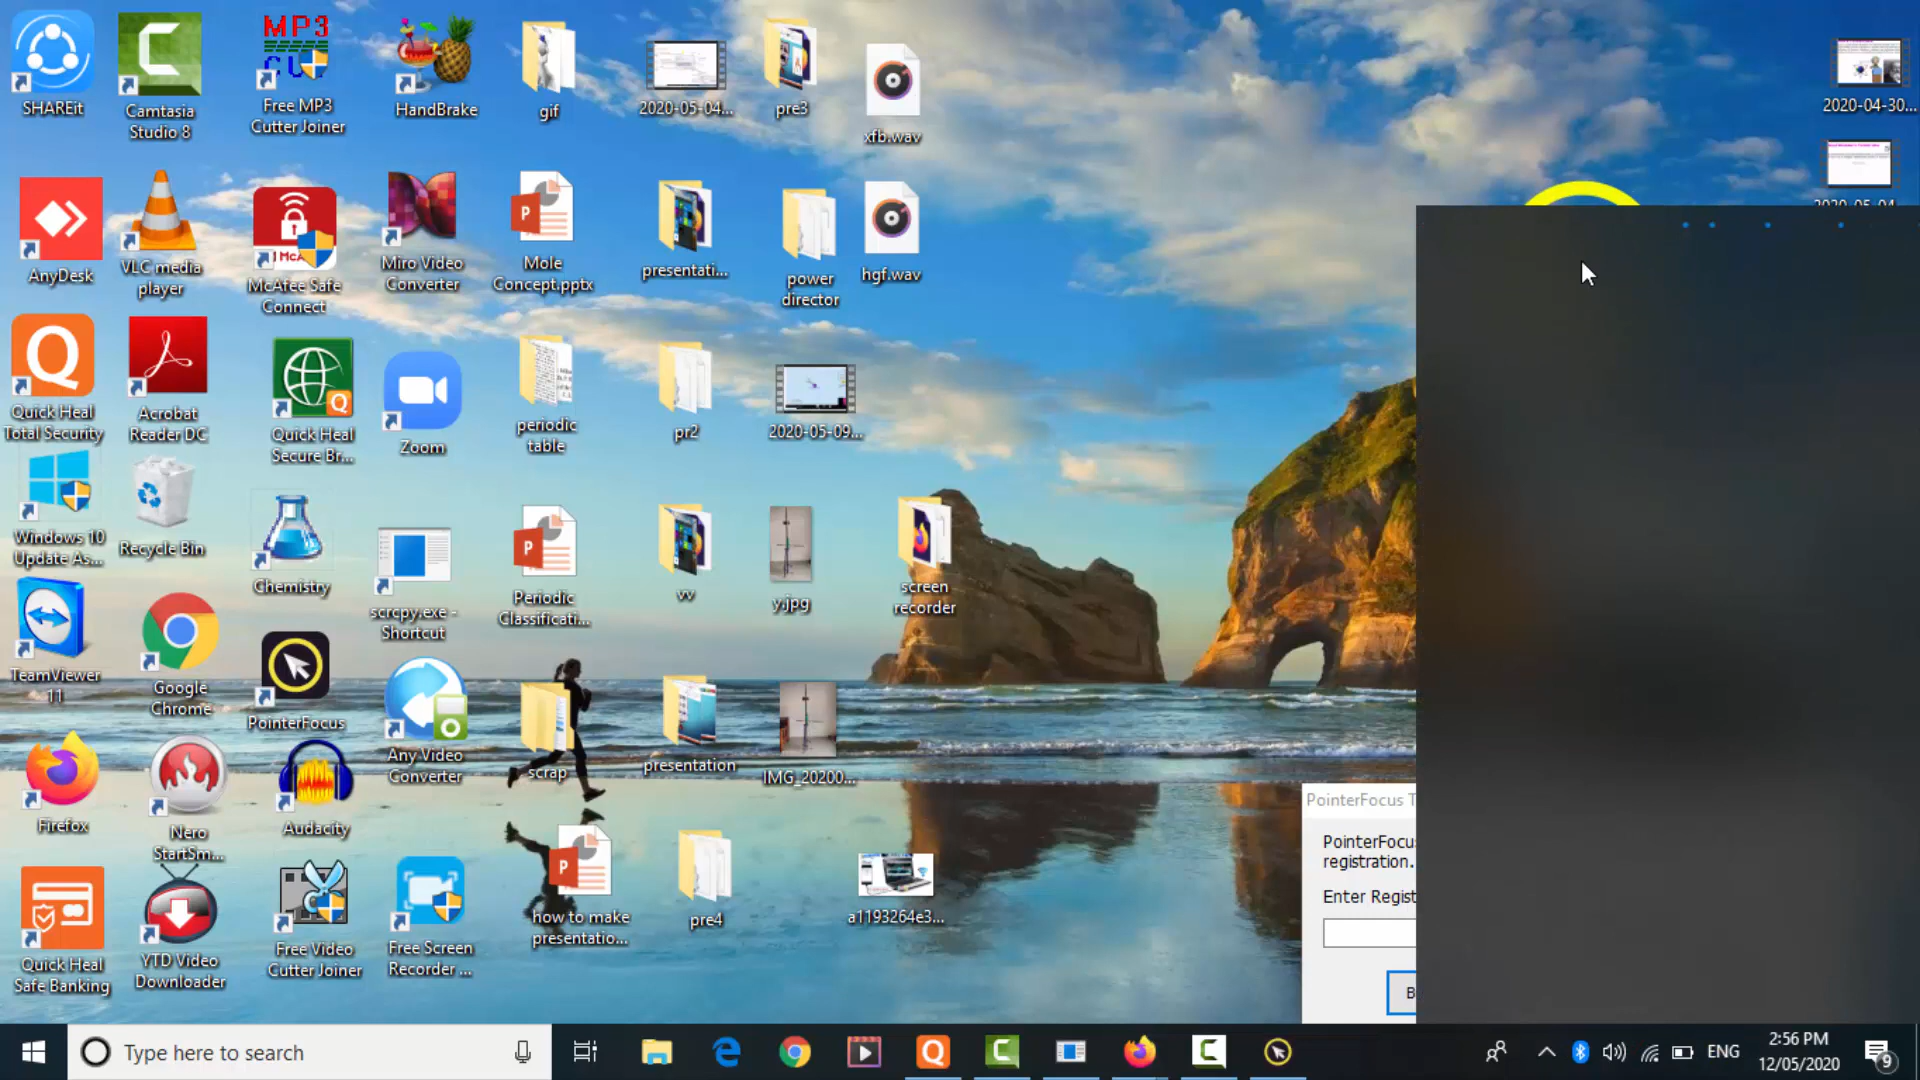 SHAREit
Camtasia
Studio 8
MP3
CUT
Free MP3
Cutter Joiner
HandBrake
gif
2020-05-04...
pre3
xfb.wav
2020-04-30...
AnyDesk
VLC media
player
McAfee Safe
Connect
Miro Video
Converter
P
Mole
Concept.pptx
presentati...
power
director
hgf.wav
2020-05-04
Quick Heal
Total Security
Acrobat
Reader DC
Quick Heal
Secure Br...
Zoom
periodic
table
pr2
2020-05-09...
Windows 10
Update As...
Recycle Bin
Chemistry
scrcpy.exe -
Shortcut
P
Periodic
Classificati...
vv
y.jpg
screen
recorder
TeamViewer
11
Google
Chrome
PointerFocus
Any Video
Converter
scrap
presentation
IMG_20200...
Firefox
Nero
StartSm...
Audacity
P
how to make
presentatio...
pre4
a1193264e3...
Quick Heal
Safe Banking
YTD Video
Downloader
Free Video
Cutter Joiner
Free Screen
Recorder ...
PointerFocus T
PointerFocu
registration.
Enter Regist
B
Type here to search
ENG
2:56 PM
12/05/2020
9